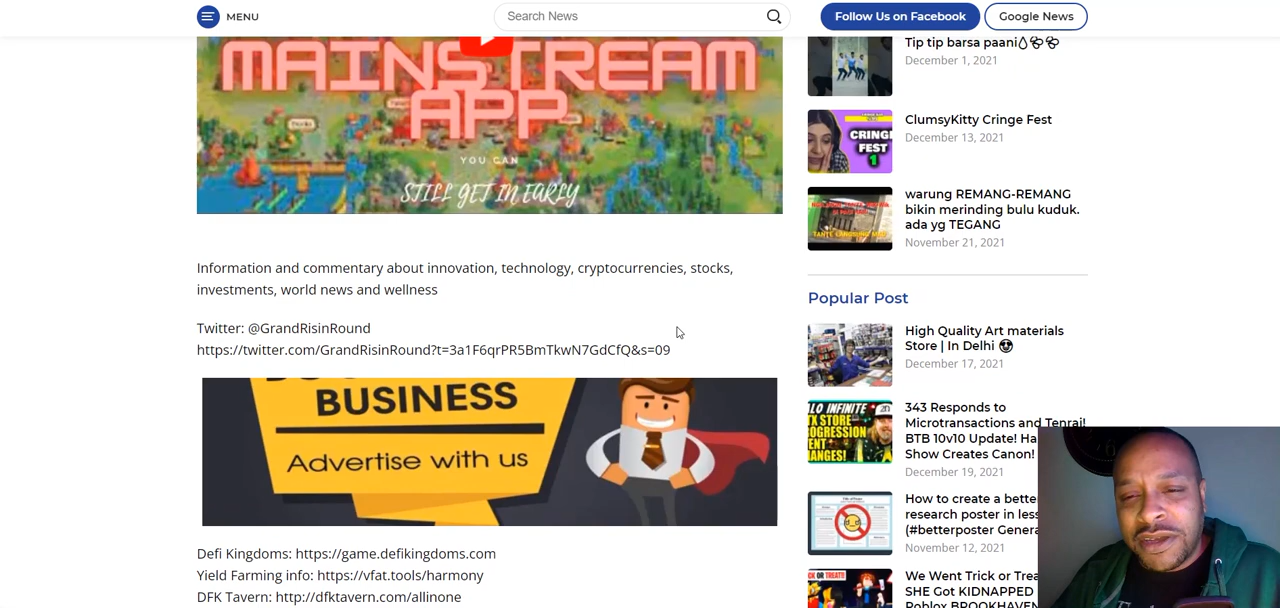 MENU
Search News
Follow Us on Facebook
Google News
MAINSTREAM
APP
YOU CAN
STILL GET IN EARLY
Information and commentary about innovation, technology, cryptocurrencies, stocks,
investments, world news and wellness
Twitter: @GrandRisinRound
https://twitter.com/GrandRisinRound?t=3a1F6qrPR5BmTkwN7GdCfQ&s=09
BUSINESS
Advertise with us
Defi Kingdoms: https://game.defikingdoms.com
Yield Farming info: https://vfat.tools/harmony
DFK Tavern: http://dfktavern.com/allinone
Tip tip barsa paani
December 1, 2021
CRINGE
FEST
1
ClumsyKitty Cringe Fest
December 13, 2021
warung REMANG-REMANG
bikin merinding bulu kuduk.
ada yg TEGANG
November 21, 2021
Popular Post
High Quality Art materials
Store | In Delhi
December 17, 2021
343 Responds to
Microtransactions and Tenrai!
BTB 10v10 Update! Ha
Show Creates Canon!
December 19, 2021
How to create a bette
research poster in les
(#betterposter Genera
November 12, 2021
We Went Trick or Trea
SHE Got KIDNAPPED
Roblox BROOKHAVEN